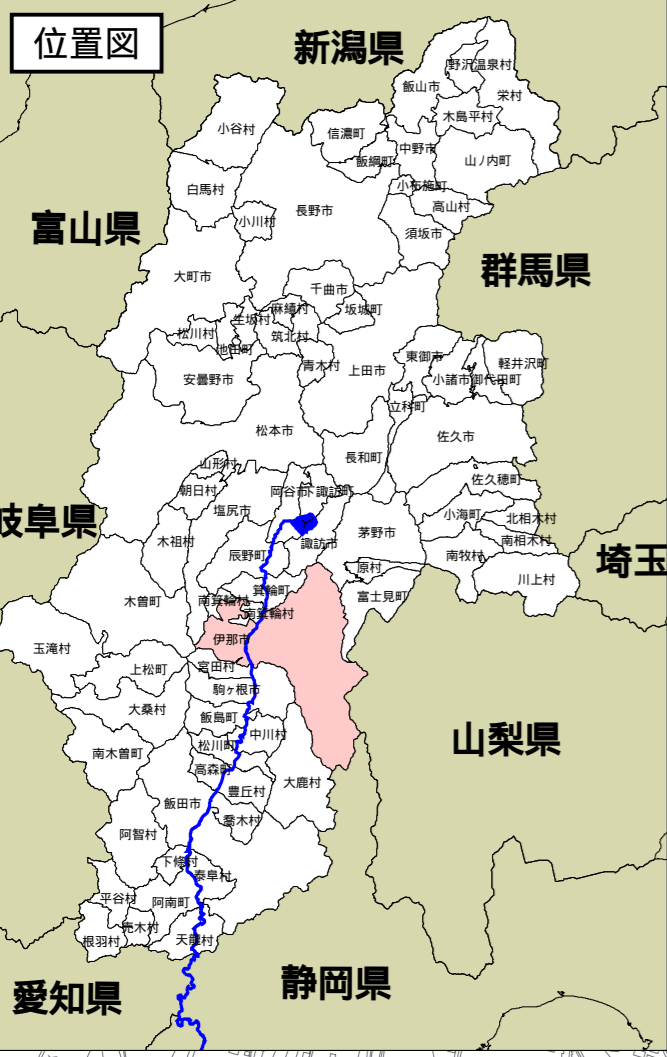 位置図
新潟県
野沢温泉村
飯山市
栄村
木島平村
小谷村
信濃町
中野市
飯綱町
山ノ内町
白馬村
小布施町
高山村
長野市
小川村
富山県
須坂市
群馬県
大町市
千曲市
麻績村
坂城町
生坂村
松川村
筑北村
池田町
東御市
青木村
上田市
軽井沢町
安曇野市
小諸市
御代田町
立科町
松本市
佐久市
長和町
山形村
佐久穂町
朝日村
岡谷市
下諏訪町
塩尻市
小海町
北相木村
岐阜県
茅野市
木祖村
諏訪市
南相木村
辰野町
南牧村
埼玉
原村
川上村
箕輪町
富士見町
木曽町
南箕輪村
南箕輪村
伊那市
玉滝村
宮田村
上松町
駒ヶ根市
大桑村
飯島町
中川村
松川町
山梨県
南木曽町
高森町
大鹿村
豊丘村
飯田市
喬木村
阿智村
下條村
泰阜村
平谷村
阿南町
売木村
根羽村
天龍村
静岡県
愛知県